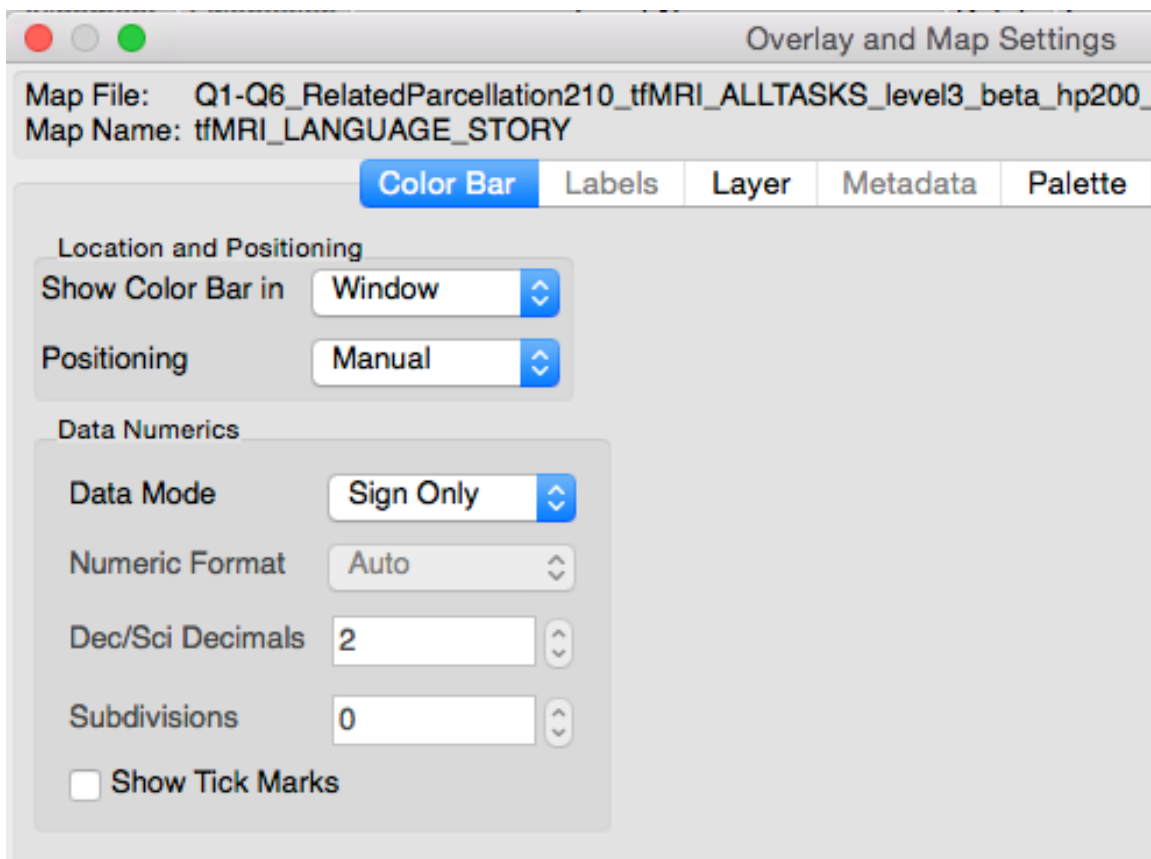 Overlay and Map Settings
Map File: Q1-Q6_RelatedParcellation210_tfMRI_ALLTASKS_level3_beta_hp200_
Map Name: tfMRI_LANGUAGE_STORY
Color Bar Labels Layer Metadata Palette
Location and Positioning
Show Color Bar in Window
Positioning Manual
Data Numerics
Data Mode Sign Only
Numeric Format Auto
Dec/Sci Decimals 2
Subdivisions 0
Show Tick Marks